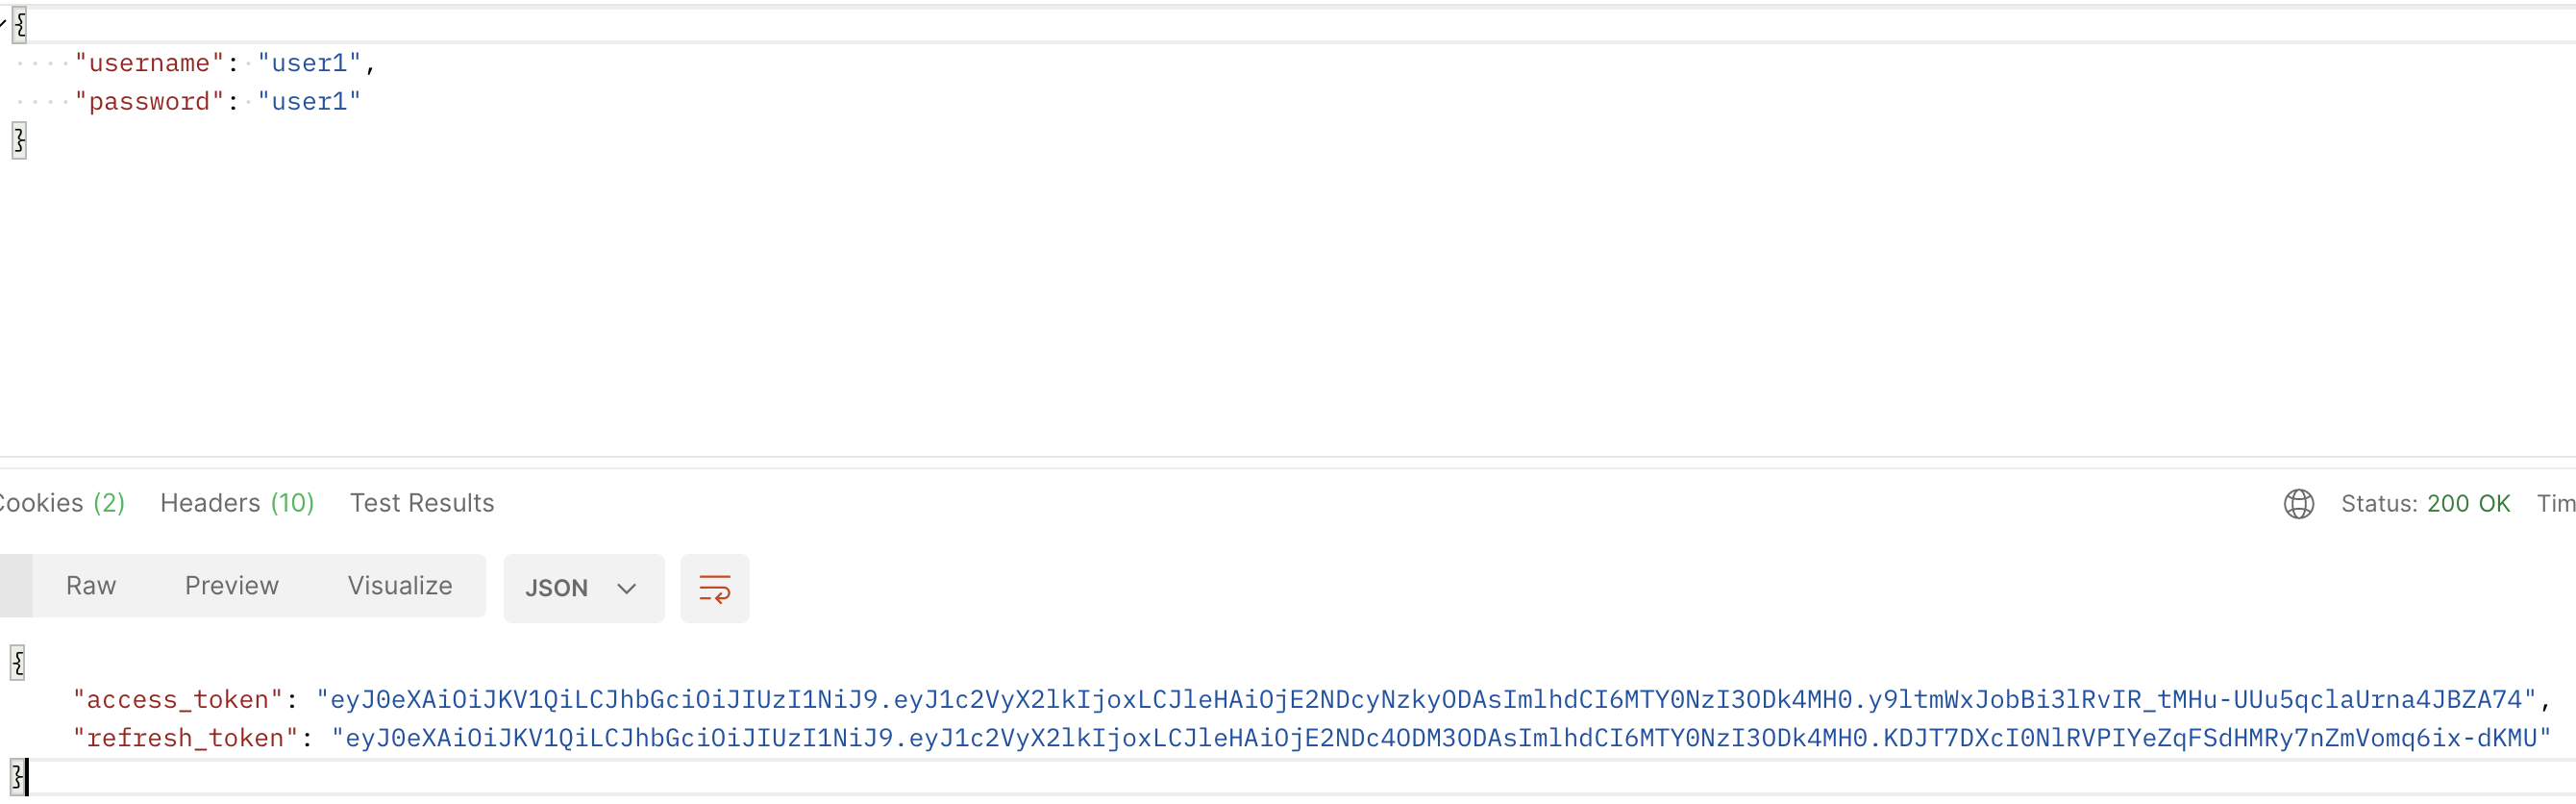 {
"username": "user1",
"password": "user1"
}
Cookies (2) Headers (10) Test Results Status: 200 OK Tim
Raw Preview Visualize JSON
{
"access_token": "eyJ0eXAiOiJKV1QiLCJhbGciOiJIUzI1NiJ9.eyJ1c2VyX2lkIjoxLCJleHAiOjE2NDcyNzkyODAsImlhdCI6MTY0NzI3ODk4MH0.y9ltmWxJobBi3lRvIR_tMHu-UUu5qclaUrna4JBZA74",
"refresh_token": "eyJ0eXAiOiJKV1QiLCJhbGciOiJIUzI1NiJ9.eyJ1c2VyX2lkIjoxLCJleHAiOjE2NDc4ODM3ODAsImlhdCI6MTY0NzI3ODk4MH0.KDJT7DXcI0NlRVPIYeZqFSdHMRy7nZmVomq6ix-dKMU"
}